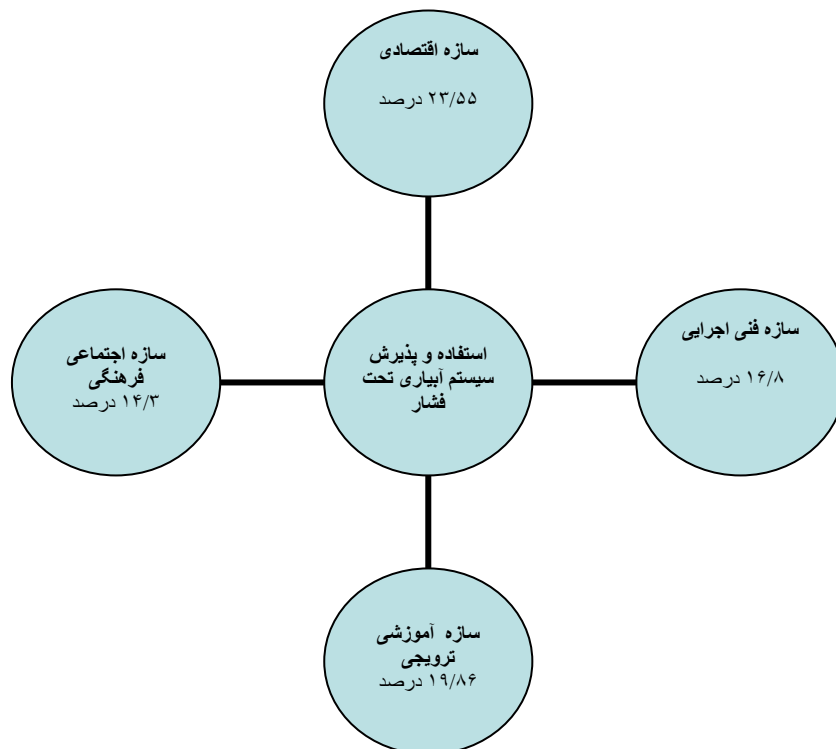 سازه اقتصادی
۲۳/۵۵ درصد
سازه فنی اجرایی
۱۶/۸ درصد
استفاده و پذیرش
سیستم آبیاری تحت
فشار
سازه اجتماعی
فرهنگی
۱۴/۳ درصد
سازه آموزشی
ترویجی
۱۹/۸۶ درصد